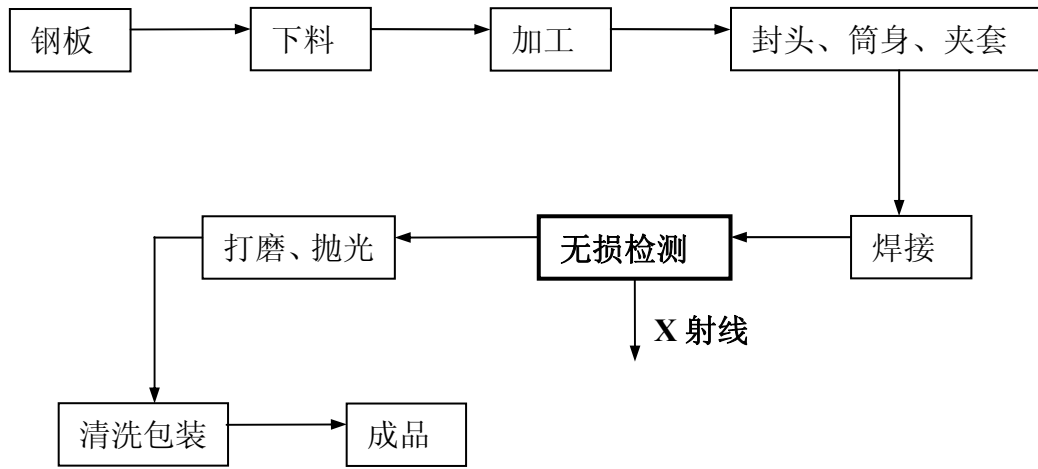 钢板
下料
加工
封头、筒身、夹套
焊接
无损检测
打磨、抛光
X 射线
清洗包装
成品